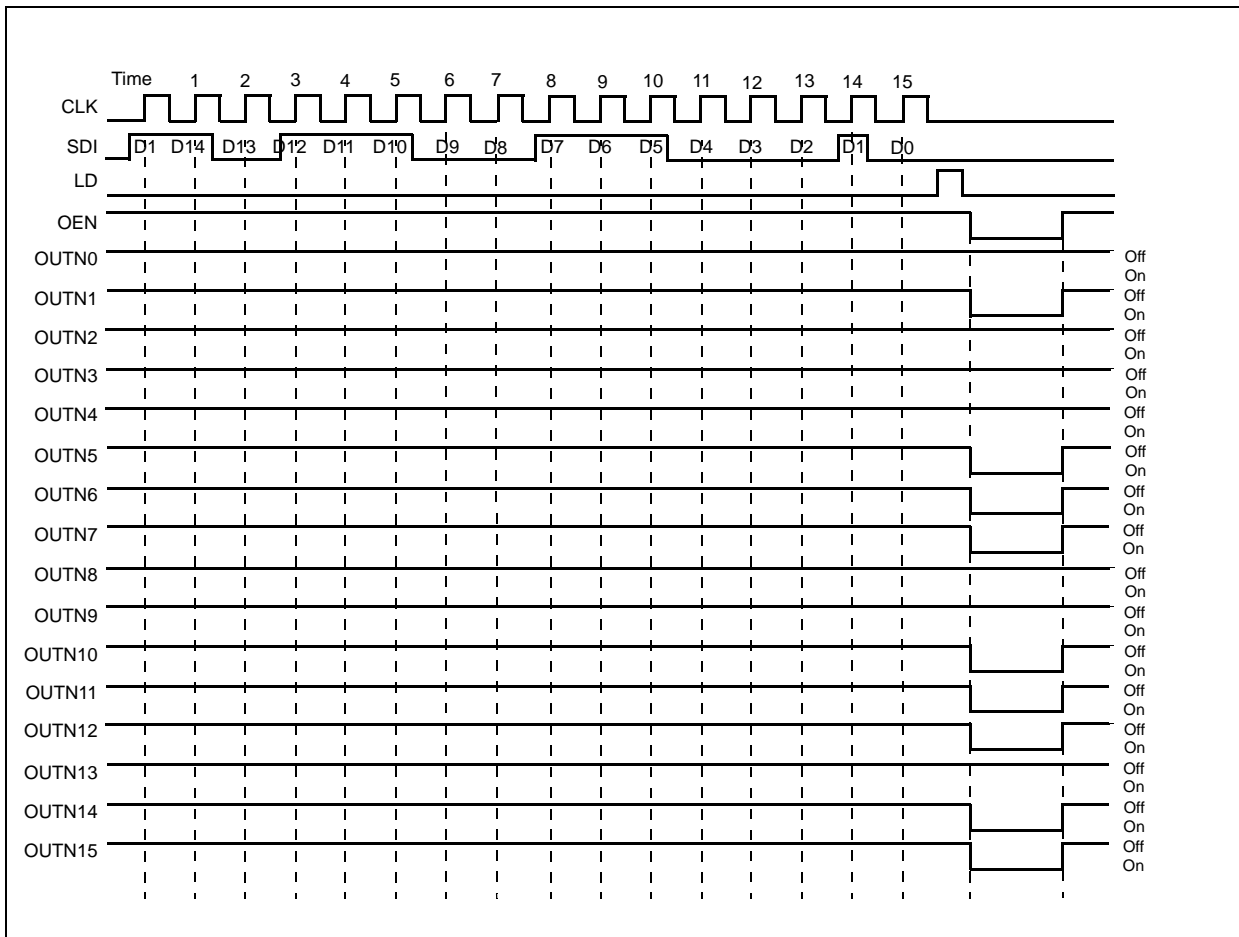 Time 1 2 3 4 5 6 7 8 9 10 11 12 13 14 15
CLK
SDI D1 D14 D13 D12 D11 D10 D9 D8 D7 D6 D5 D4 D3 D2 D1 D0
LD
OEN
OUTN0 Off
On
OUTN1 Off
On
OUTN2 Off
On
OUTN3 Off
On
OUTN4 Off
On
OUTN5 Off
On
OUTN6 Off
On
OUTN7 Off
On
OUTN8 Off
On
OUTN9 Off
On
OUTN10 Off
On
OUTN11 Off
On
OUTN12 Off
On
OUTN13 Off
On
OUTN14 Off
On
OUTN15 Off
On